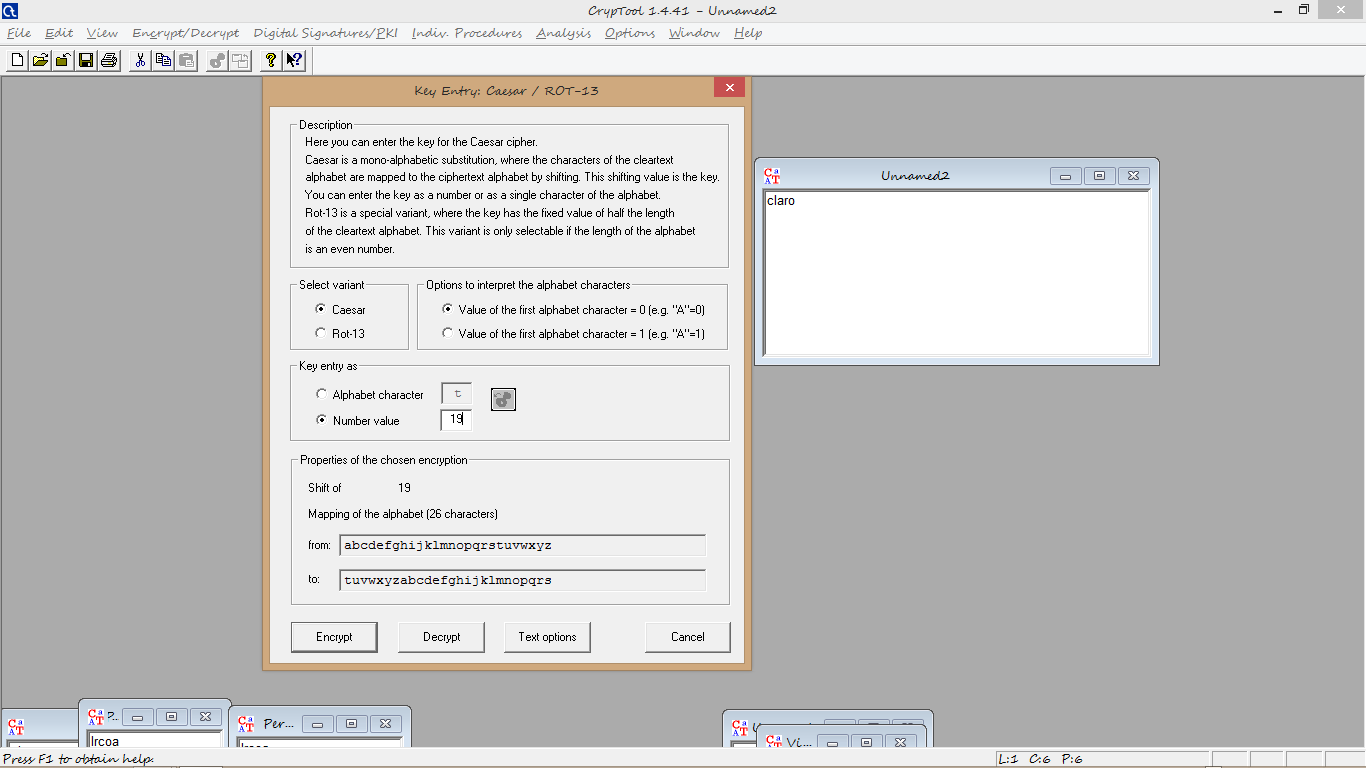 CrypTool 1.4.41 - Unnamed2
File Edit View Encrypt/Decrypt Digital Signatures/PKI Indiv. Procedures Analysis Options Window Help
Key Entry: Caesar / ROT-13
Description
Here you can enter the key for the Caesar cipher.
Caesar is a mono-alphabetic substitution, where the characters of the cleartext
alphabet are mapped to the ciphertext alphabet by shifting. This shifting value is the key.
You can enter the key as a number or as a single character of the alphabet.
Rot-13 is a special variant, where the key has the fixed value of half the length
of the cleartext alphabet. This variant is only selectable if the length of the alphabet
is an even number.
Select variant
Caesar
Rot-13
Options to interpret the alphabet characters
Value of the first alphabet character = 0 (e.g. "A"=0)
Value of the first alphabet character = 1 (e.g. "A"=1)
Key entry as
Alphabet character t
Number value 19
Properties of the chosen encryption
Shift of 19
Mapping of the alphabet (26 characters)
from: abcdefghijklmnopqrstuvwxyz
to: tuvwxyzabcdefghijklmnopqrs
Encrypt Decrypt Text options Cancel
Unnamed2
claro
P...
lrcoa
Per...
Vi...
Press F1 to obtain help.
L:1 C:6 P:6